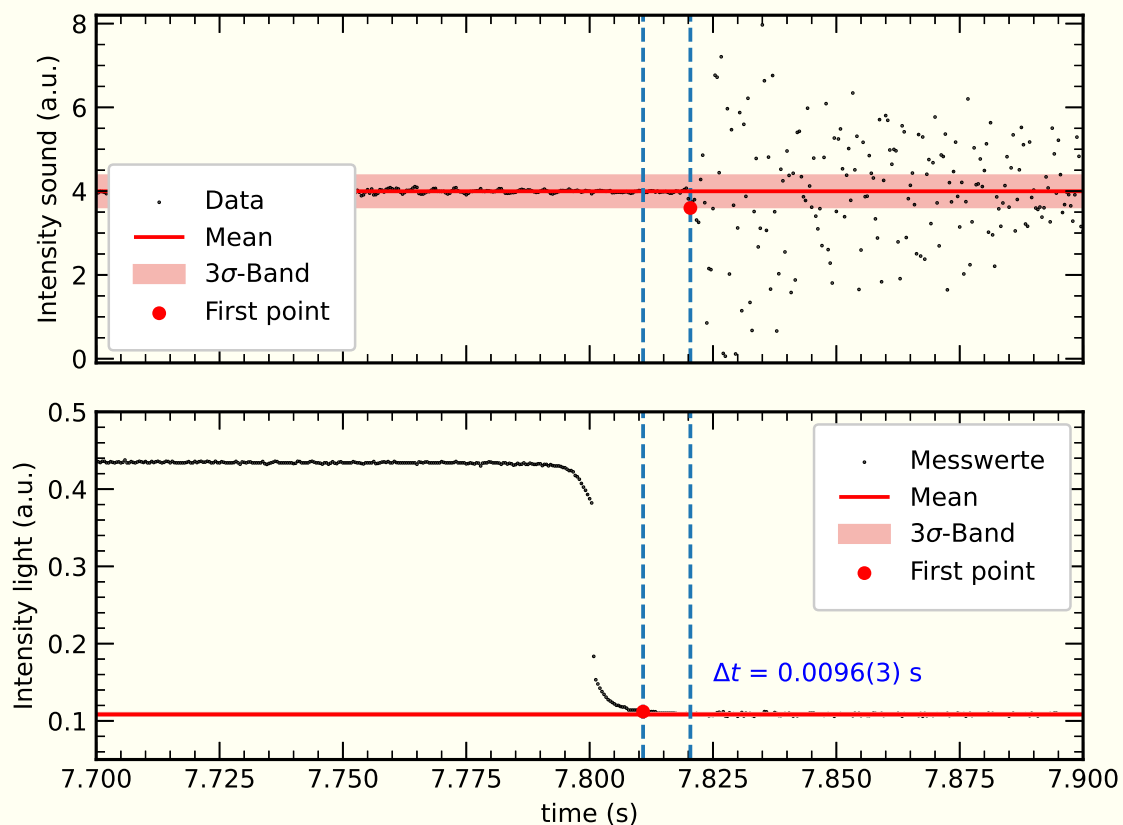 Intensity sound (a.u.)
8
6
4
2
0
Data
Mean
3σ-Band
First point
Intensity light (a.u.)
0.5
0.4
0.3
0.2
0.1
Messwerte
Mean
3σ-Band
First point
Δt = 0.0096(3) s
7.700 7.725 7.750 7.775 7.800 7.825 7.850 7.875 7.900
time (s)